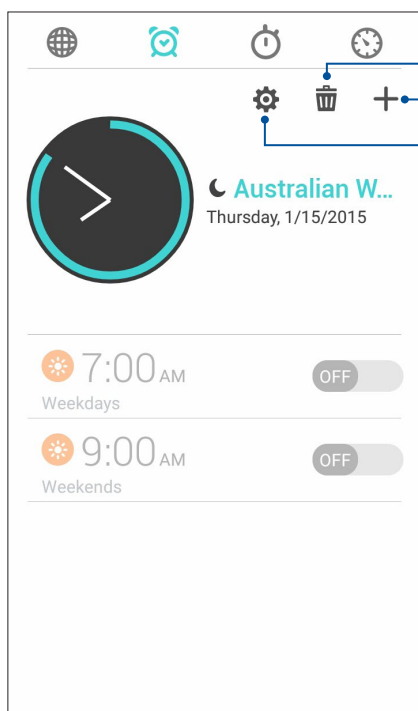 Australian W...
Thursday, 1/15/2015
7:00 AM
OFF
Weekdays
9:00 AM
OFF
Weekends